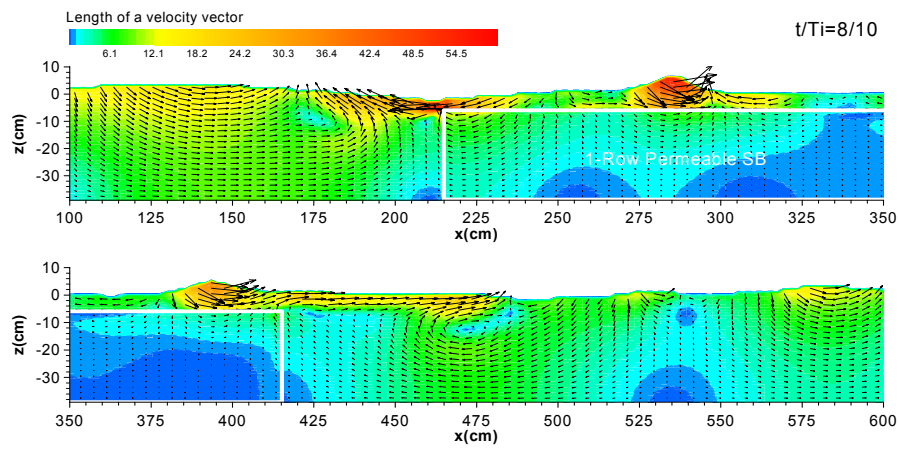 Length of a velocity vector
6.1 12.1 18.2 24.2 30.3 36.4 42.4 48.5 54.5
t/Ti=8/10
10
0
-10
-20
-30
z(cm)
1-Row Permeable SB
100 125 150 175 200 225 250 275 300 325 350
x(cm)
10
0
-10
-20
-30
z(cm)
350 375 400 425 450 475 500 525 550 575 600
x(cm)